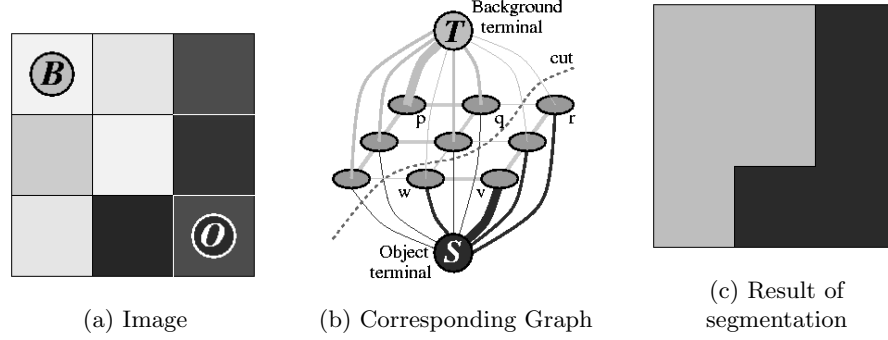 B
O
(a) Image
Background
terminal
T
cut
p
q
r
w
v
Object
terminal
S
(b) Corresponding Graph
(c) Result of
segmentation